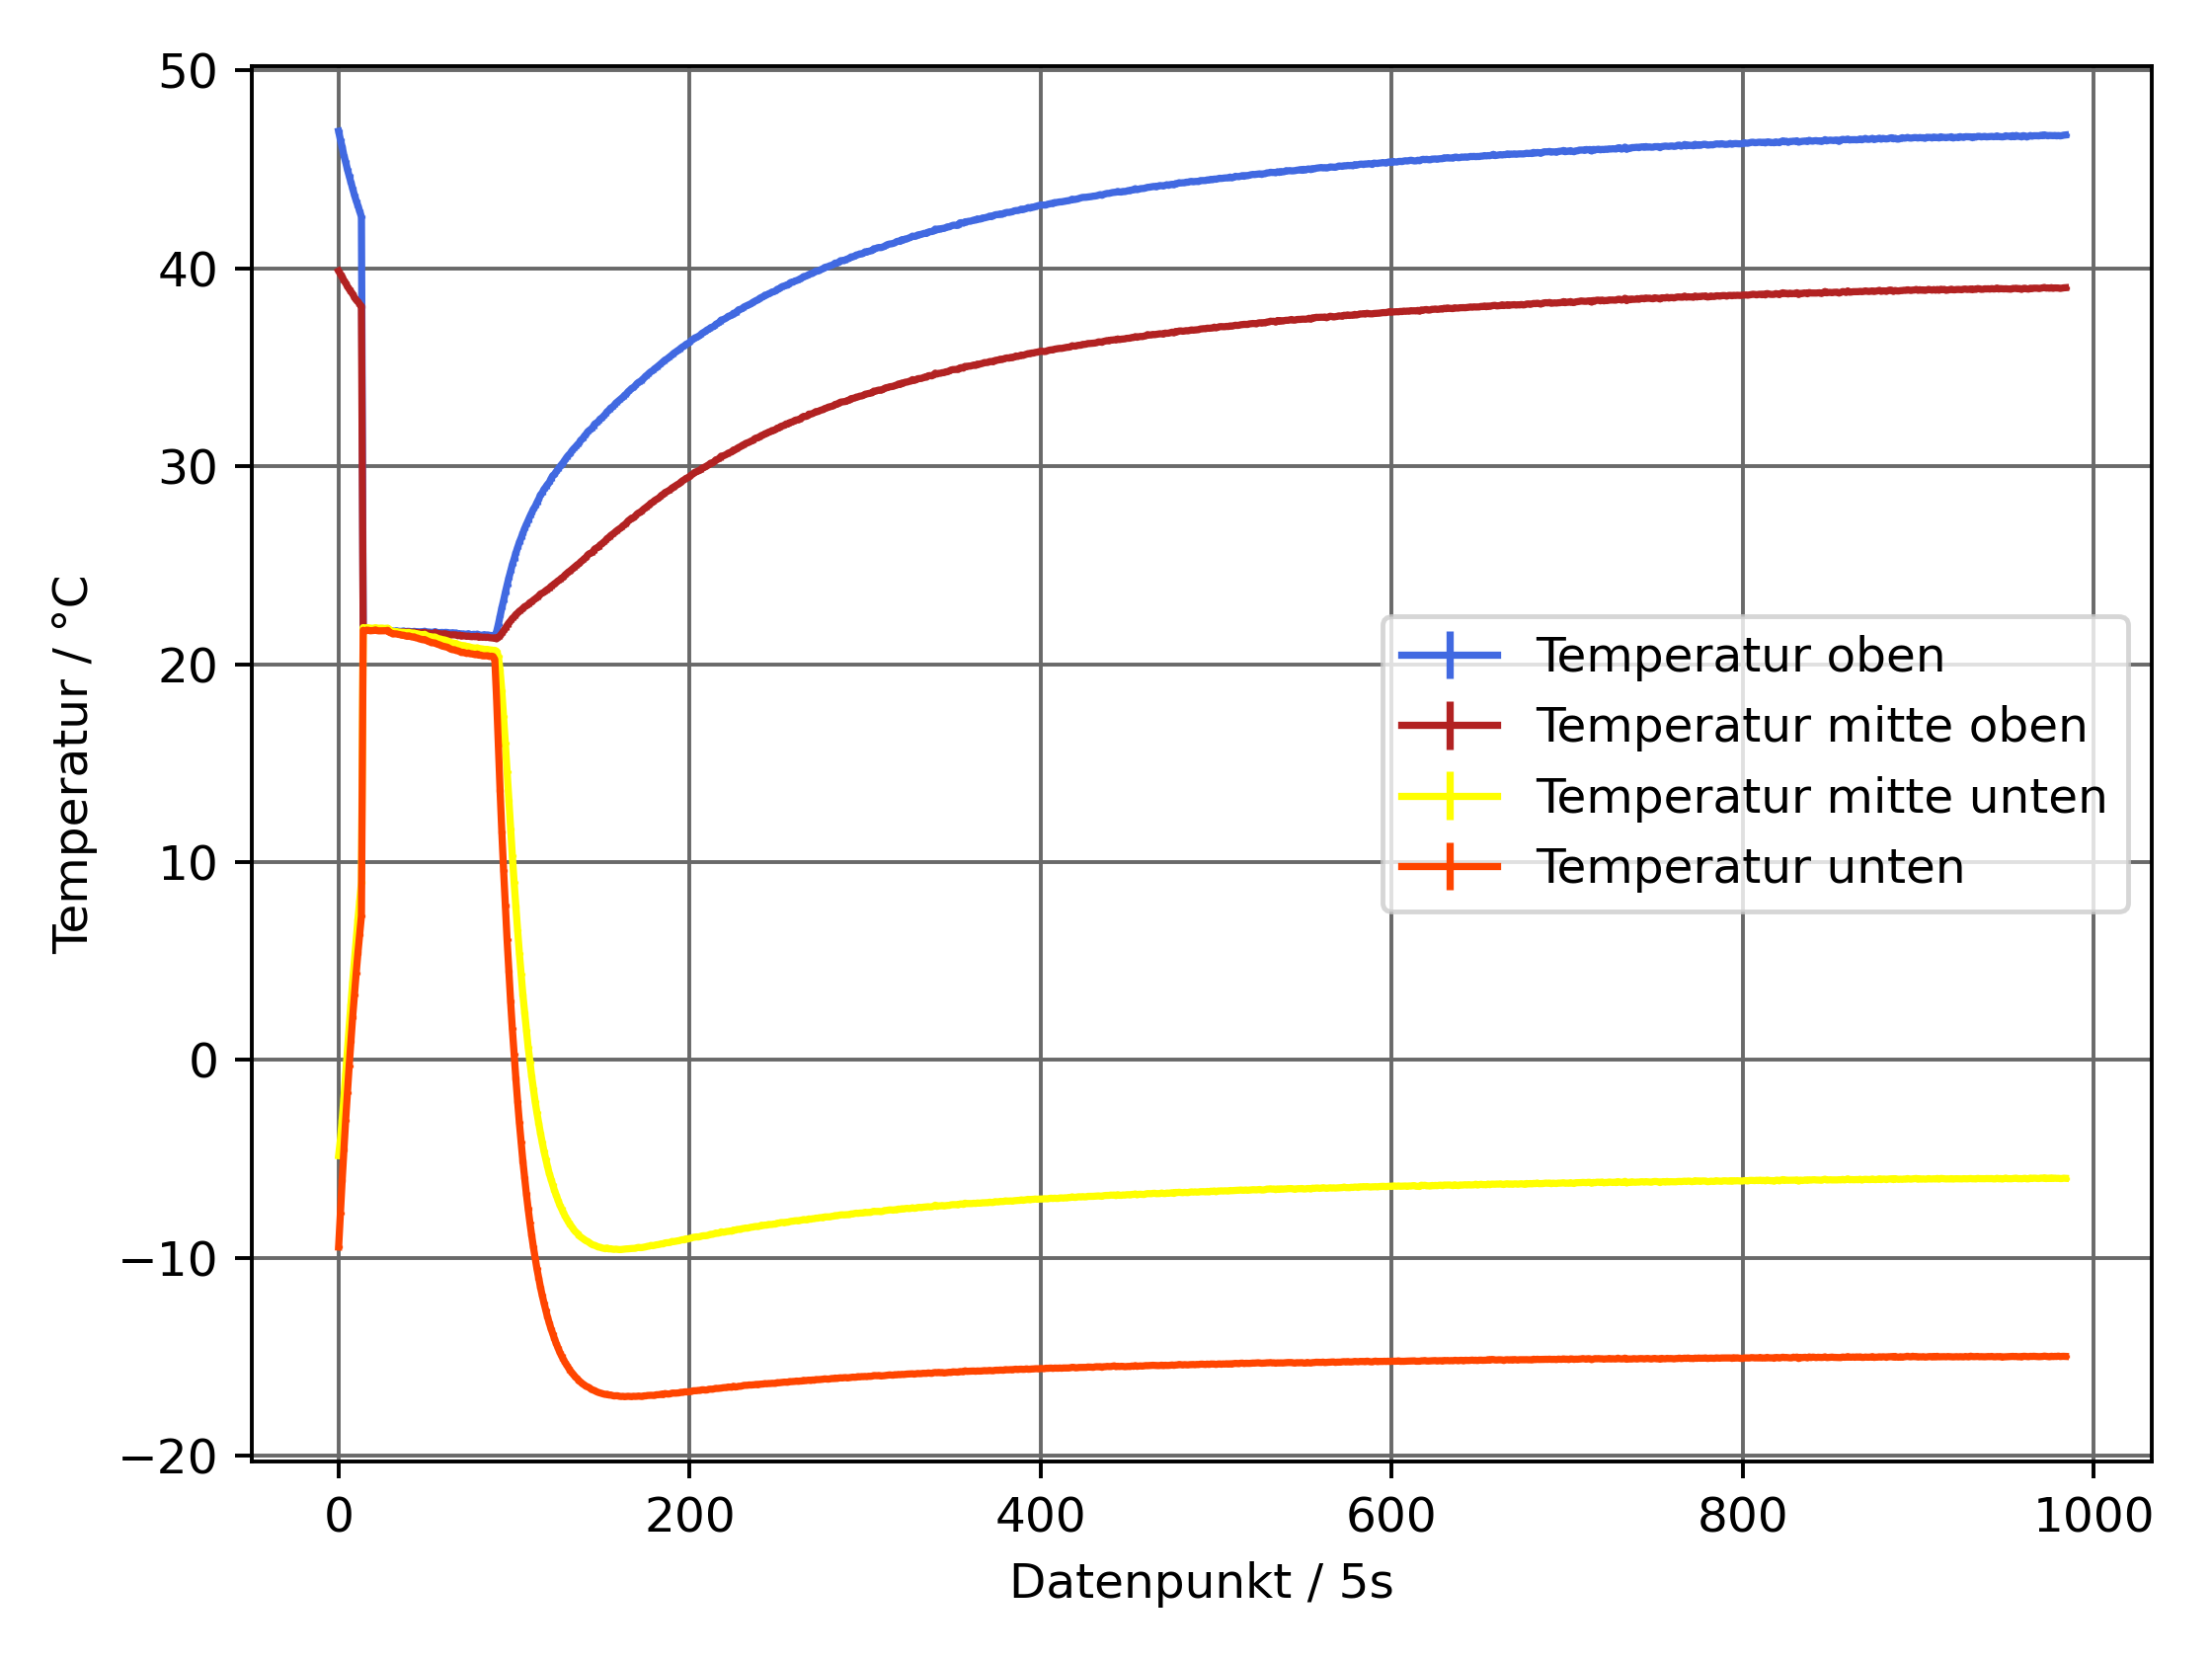 50
40
30
20
10
0
−10
−20
Temperatur / °C
Temperatur oben
Temperatur mitte oben
Temperatur mitte unten
Temperatur unten
0 200 400 600 800 1000
Datenpunkt / 5s